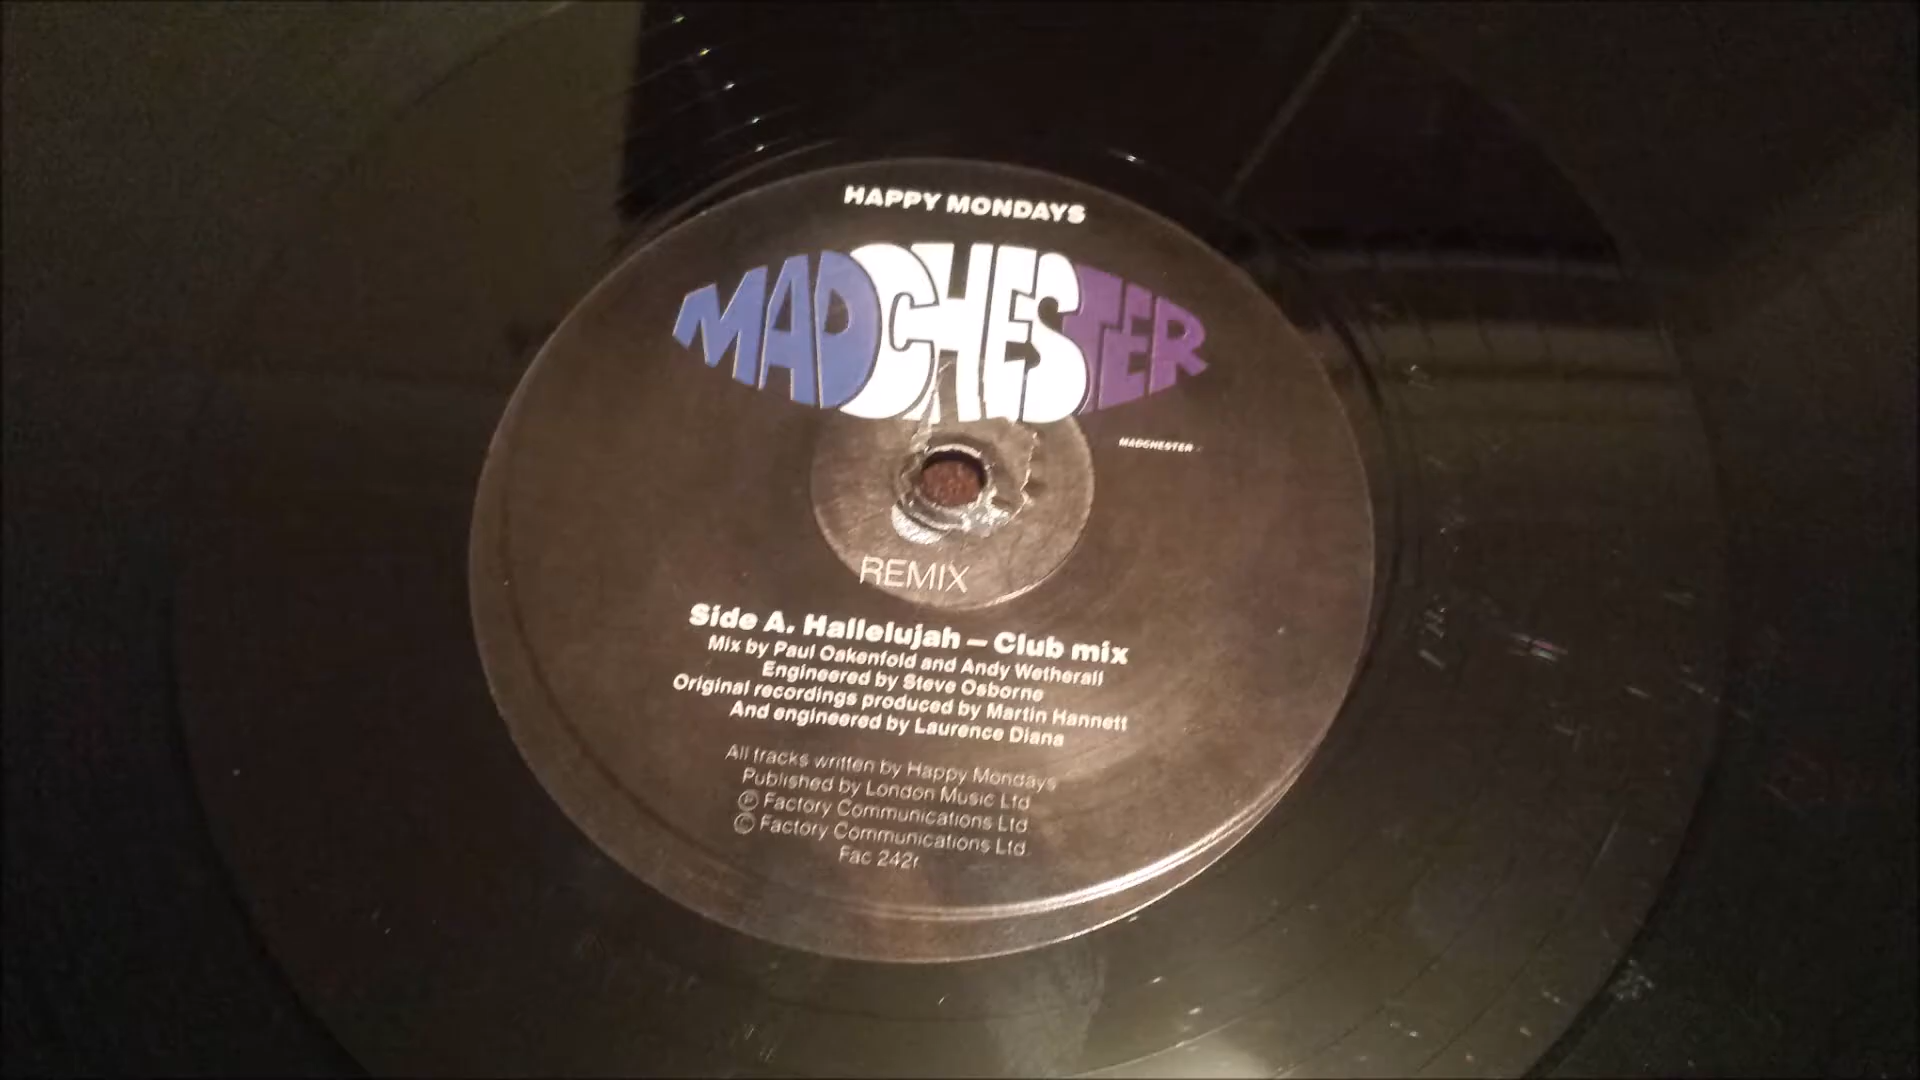 HAPPY MONDAYS
MADCHESTER
MADCHESTER
REMIX
Side A. Hallelujah – Club mix
Mix by Paul Oakenfold and Andy Wetherall
Engineered by Steve Osborne
Original recordings produced by Martin Hannett
And engineered by Laurence Diana
All tracks written by Happy Mondays
Published by London Music Ltd
℗ Factory Communications Ltd
© Factory Communications Ltd.
Fac 242r